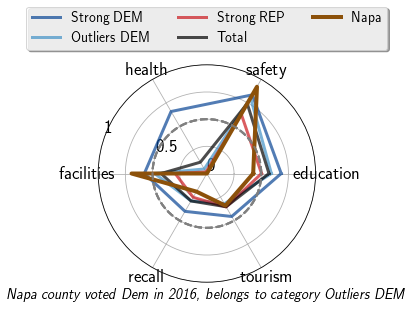 Strong DEM Strong REP Napa
Outliers DEM Total
health safety
1
0.5
0
facilities education
recall tourism
Napa county voted Dem in 2016, belongs to category Outliers DEM